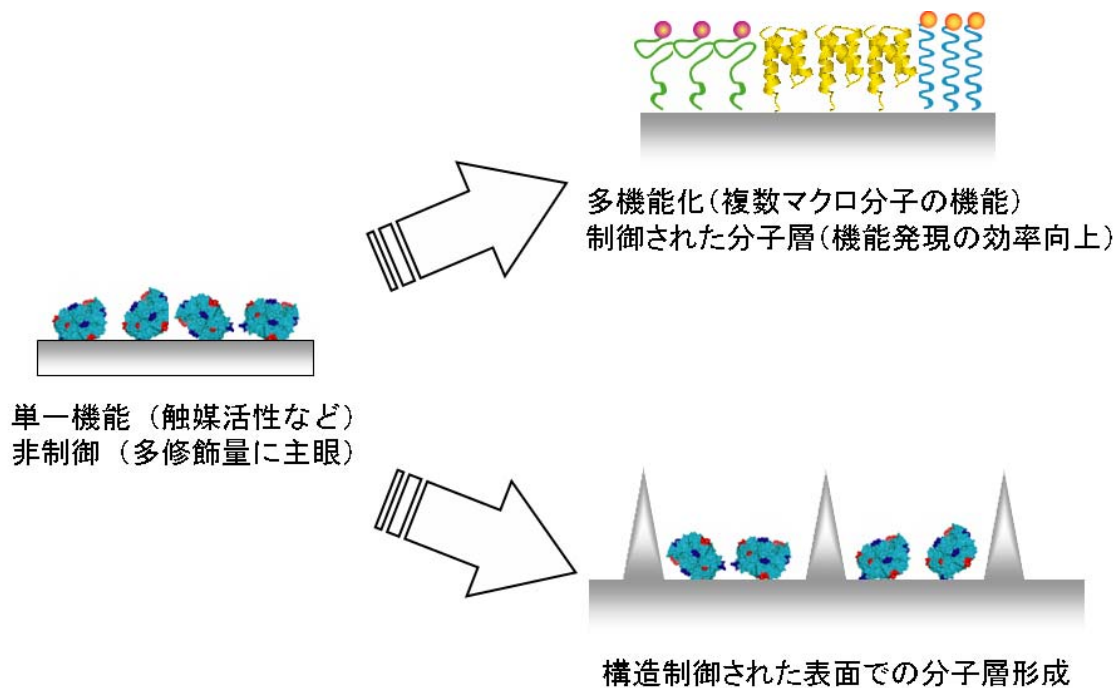 多機能化(複数マクロ分子の機能)
制御された分子層(機能発現の効率向上)
単一機能 (触媒活性など)
非制御 (多修飾量に主眼)
構造制御された表面での分子層形成